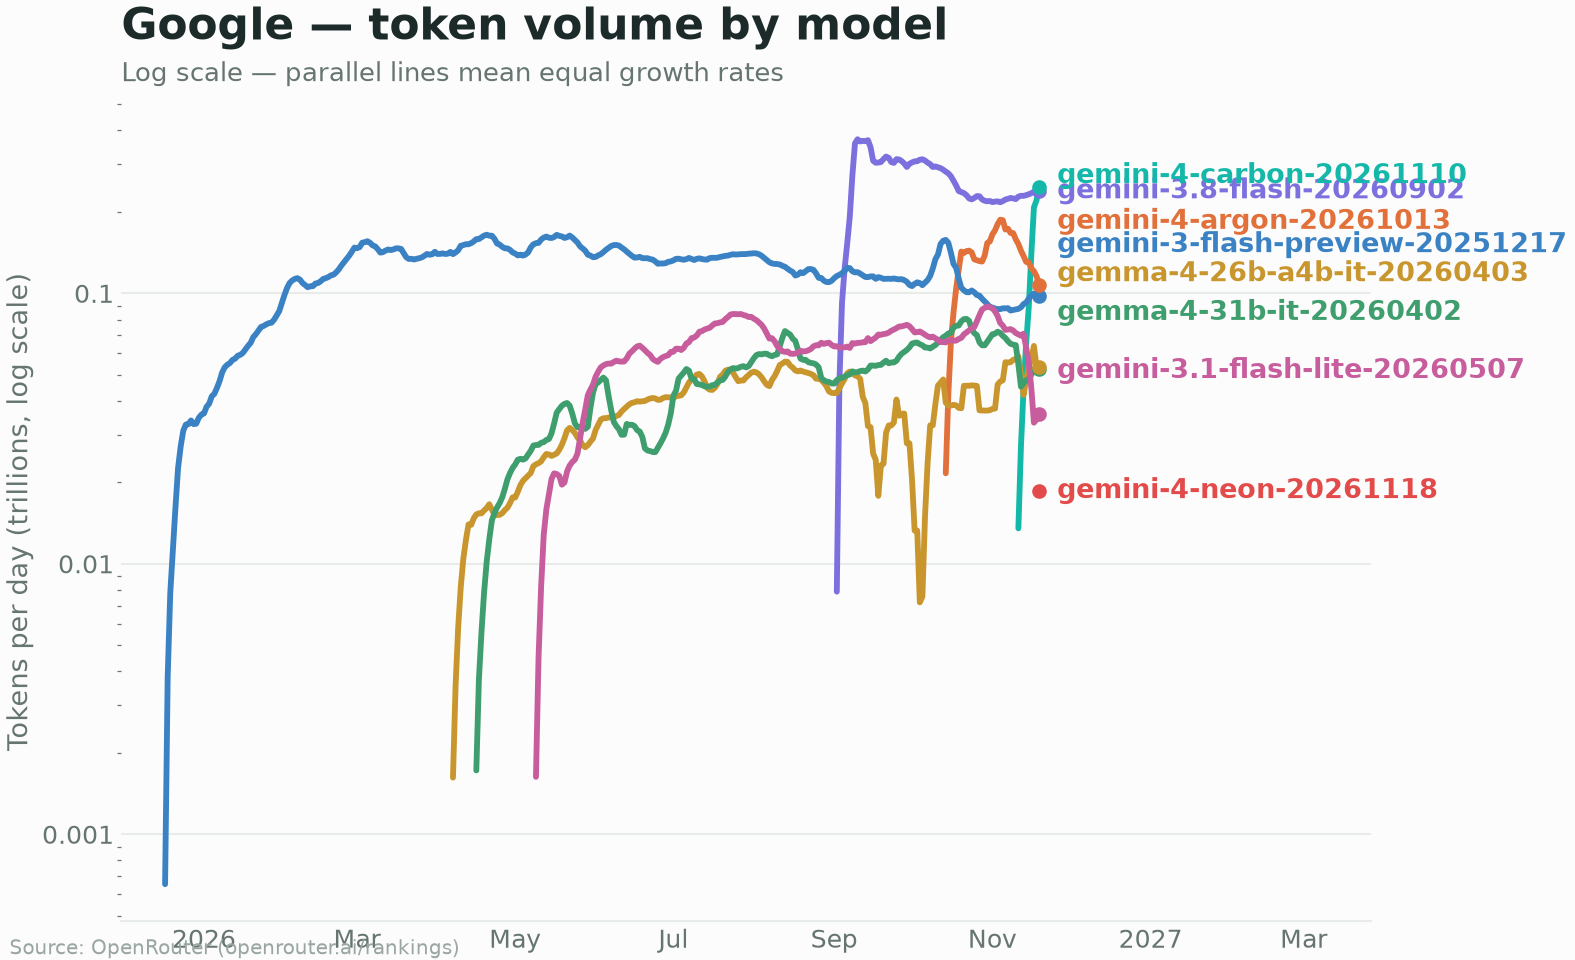 Google — token volume by model
Log scale — parallel lines mean equal growth rates
Tokens per day (trillions, log scale)
0.1
0.01
0.001
gemini-4-carbon-20261110
gemini-3.8-flash-20260902
gemini-4-argon-20261013
gemini-3-flash-preview-20251217
gemma-4-26b-a4b-it-20260403
gemma-4-31b-it-20260402
gemini-3.1-flash-lite-20260507
gemini-4-neon-20261118
2026 Mar May Jul Sep Nov 2027 Mar
Source: OpenRouter (openrouter.ai/rankings)